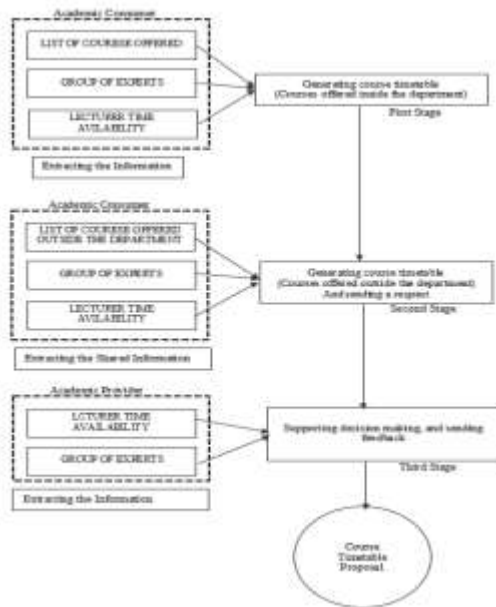 Academic Consumer
LIST OF COURESE OFFERED
GROUP OF EXPERTS
LECTURER TIME
AVILABILITY
Extracting the Information
Generating course timetable
(Courses offered inside the department)
First Stage
Academic Consumer
LIST OF COURESE OFFERED
OUTSIDE THE DEPARTMENT
GROUP OF EXPERTS
LECTURER TIME
AVAILABILITY
Extracting the Shared Information
Generating course timetable
(Courses offered outside the department)
And sending a request
Second Stage
Academic Provider
LCTURER TIME
AVAILABILITY
GROUP OF EXPERTS
Extracting the Information
Supporting decision making, and sending
feedback
Third Stage
Course
Timetable
Proposal